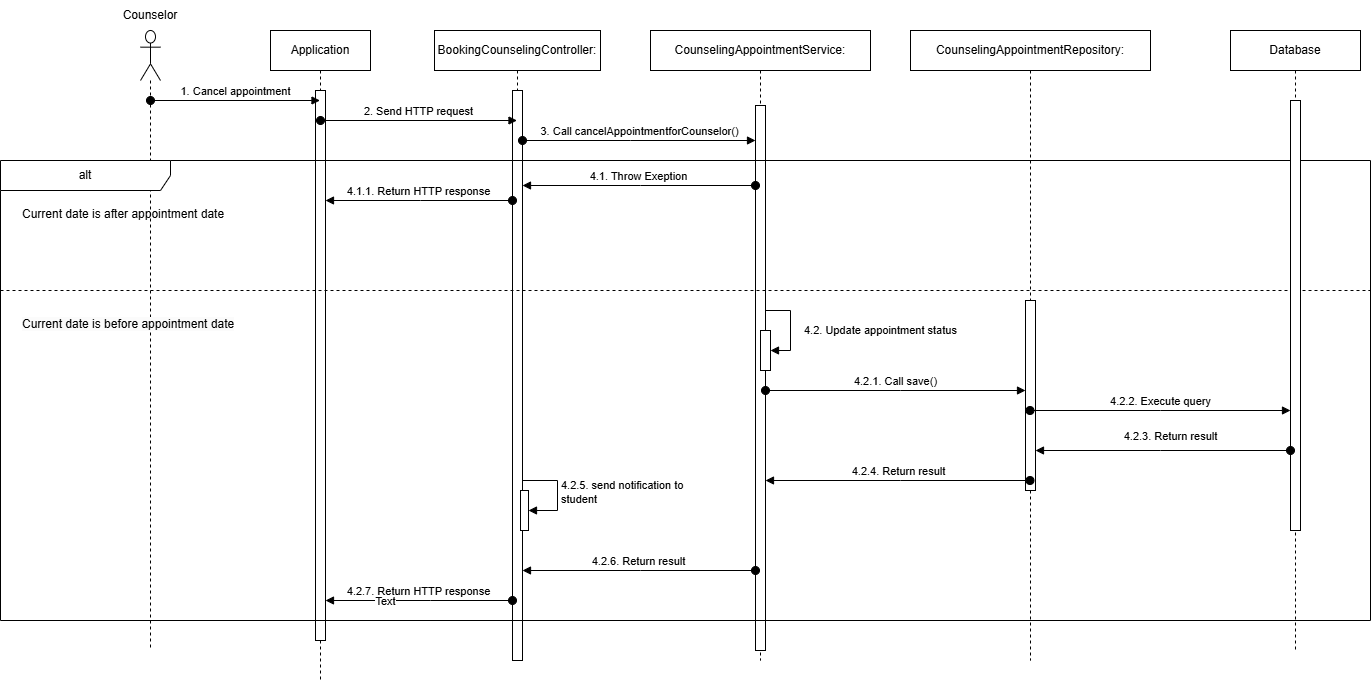 Counselor
Application
BookingCounselingController:
CounselingAppointmentService:
CounselingAppointmentRepository:
Database
1. Cancel appointment
2. Send HTTP request
3. Call cancelAppointmentforCounselor()
alt
4.1. Throw Exeption
4.1.1. Return HTTP response
Current date is after appointment date
Current date is before appointment date
4.2. Update appointment status
4.2.1. Call save()
4.2.2. Execute query
4.2.3. Return result
4.2.4. Return result
4.2.5. send notification to
student
4.2.6. Return result
4.2.7. Return HTTP response
Text